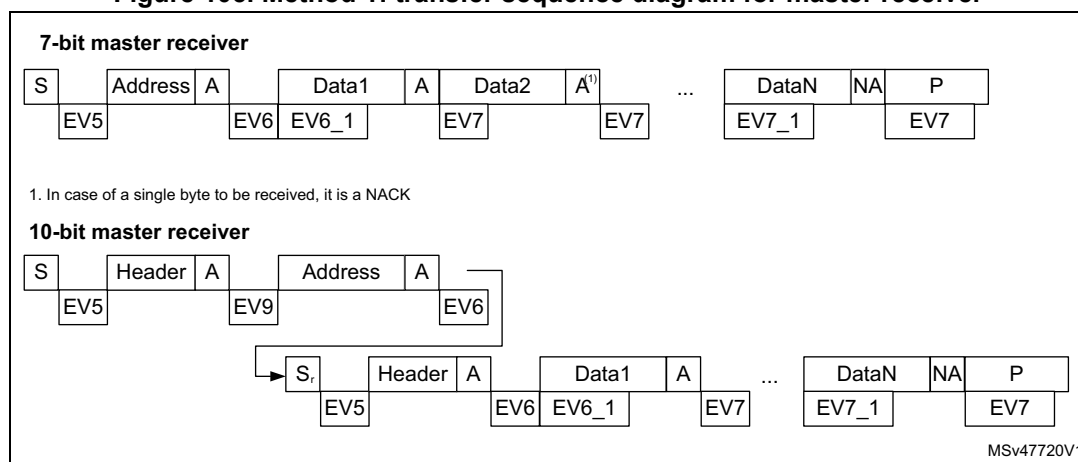 Figure 100. Method 1: transfer sequence diagram for master receiver
7-bit master receiver
S Address A Data1 A Data2 A(1) ... DataN NA P
EV5 EV6 EV6_1 EV7 EV7 EV7_1 EV7
1. In case of a single byte to be received, it is a NACK
10-bit master receiver
S Header A Address A
EV5 EV9 EV6
Sr Header A Data1 A ... DataN NA P
EV5 EV6 EV6_1 EV7 EV7_1 EV7
MSv47720V1